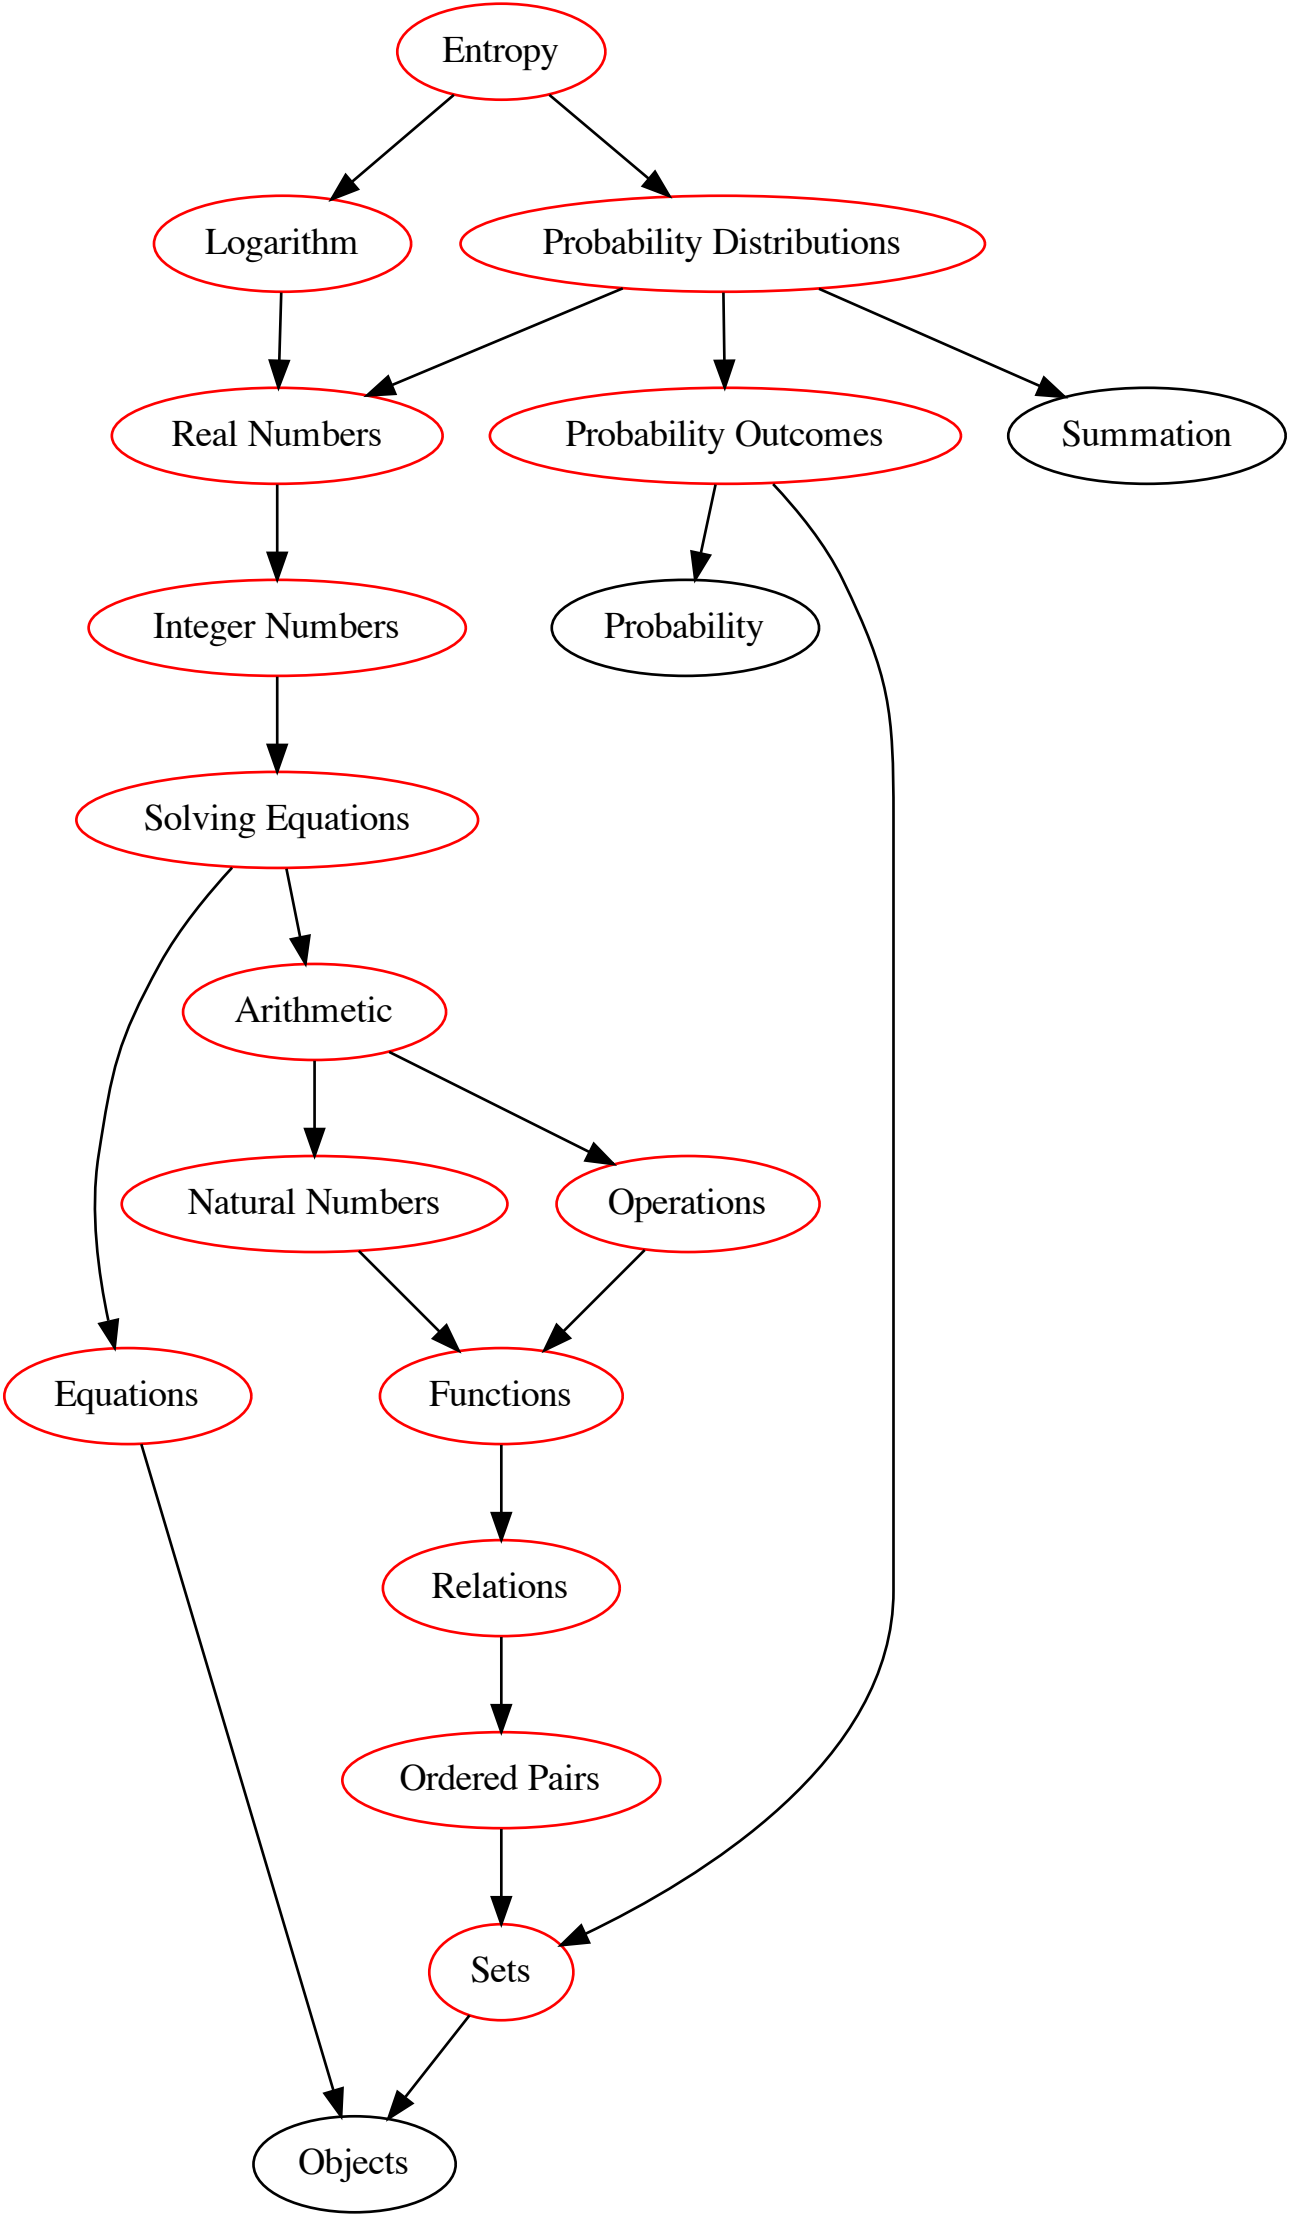 Entropy
Logarithm
Probability Distributions
Real Numbers
Probability Outcomes
Summation
Integer Numbers
Probability
Solving Equations
Arithmetic
Natural Numbers
Operations
Equations
Functions
Relations
Ordered Pairs
Sets
Objects